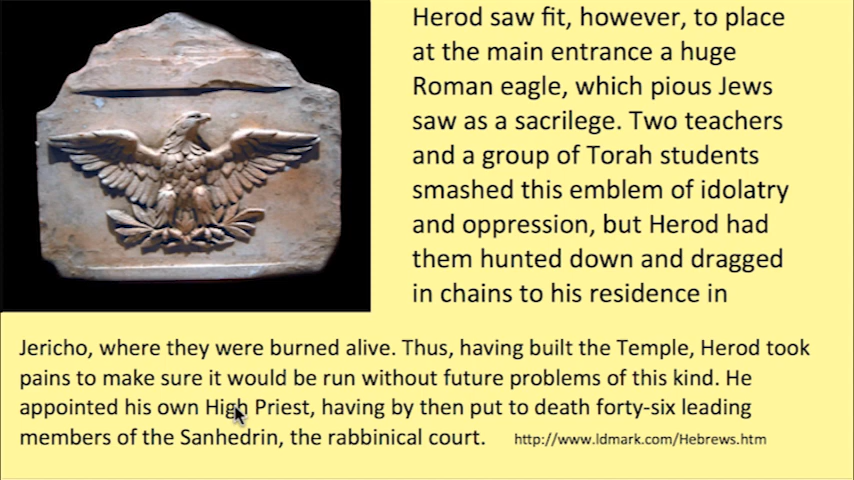 Herod saw fit, however, to place
at the main entrance a huge
Roman eagle, which pious Jews
saw as a sacrilege. Two teachers
and a group of Torah students
smashed this emblem of idolatry
and oppression, but Herod had
them hunted down and dragged
in chains to his residence in
Jericho, where they were burned alive. Thus, having built the Temple, Herod took
pains to make sure it would be run without future problems of this kind. He
appointed his own High Priest, having by then put to death forty-six leading
members of the Sanhedrin, the rabbinical court. http://www.ldmark.com/Hebrews.htm